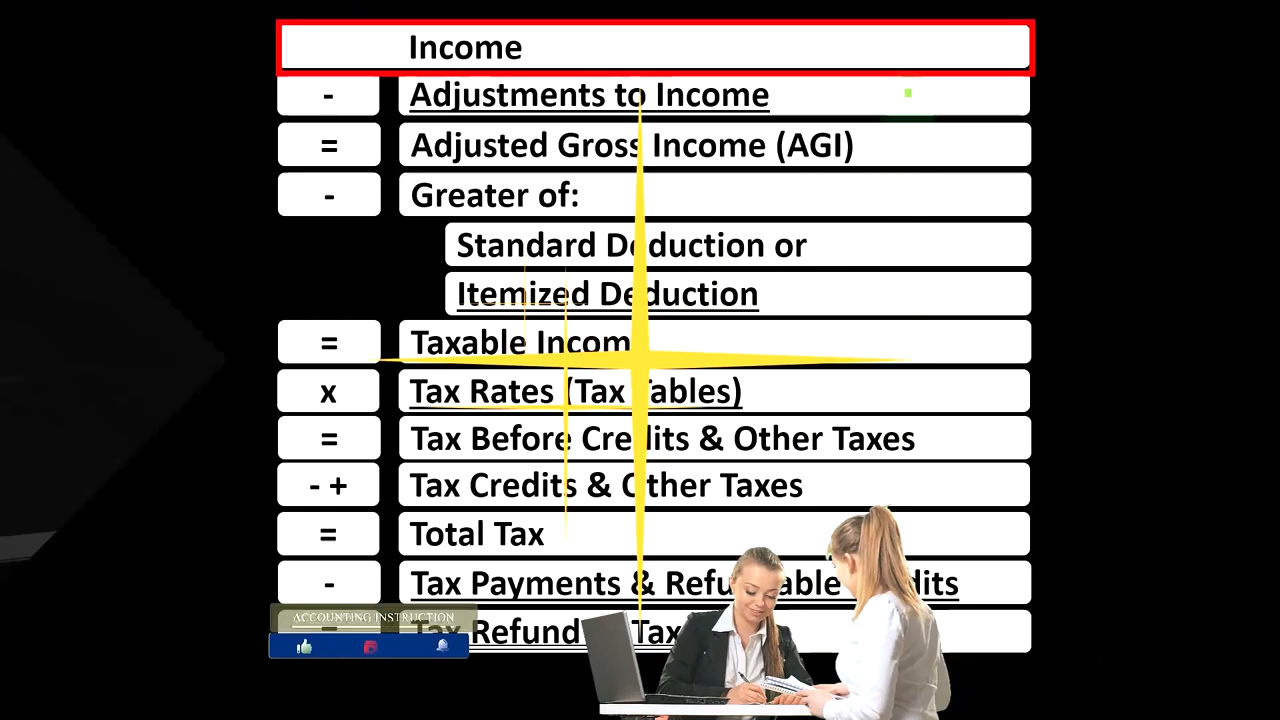 Income
- Adjustments to Income
= Adjusted Gross Income (AGI)
- Greater of:
Standard Deduction or
Itemized Deduction
= Taxable Income
x Tax Rates (Tax Tables)
= Tax Before Credits & Other Taxes
- + Tax Credits & Other Taxes
= Total Tax
- Tax Payments & Refundable Credits
ACCOUNTING INSTRUCTION
= Tax Refund Tax